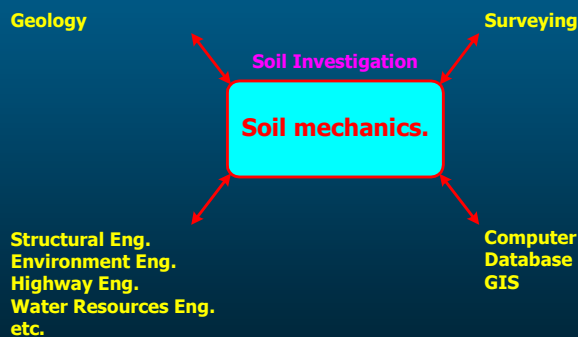 Geology
Surveying
Soil Investigation
Soil mechanics.
Structural Eng.
Environment Eng.
Highway Eng.
Water Resources Eng.
etc.
Computer
Database
GIS